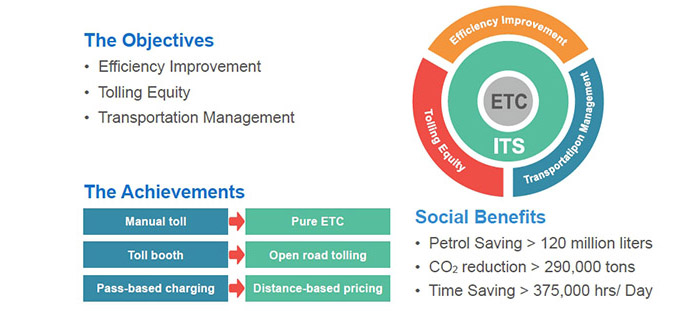 The Objectives
• Efficiency Improvement
• Tolling Equity
• Transportation Management
Efficiency Improvement
Tolling Equity
Transportatipon Management
ETC
ITS
The Achievements
Manual toll Pure ETC
Toll booth Open road tolling
Pass-based charging Distance-based pricing
Social Benefits
• Petrol Saving > 120 million liters
• CO₂ reduction > 290,000 tons
• Time Saving > 375,000 hrs/ Day